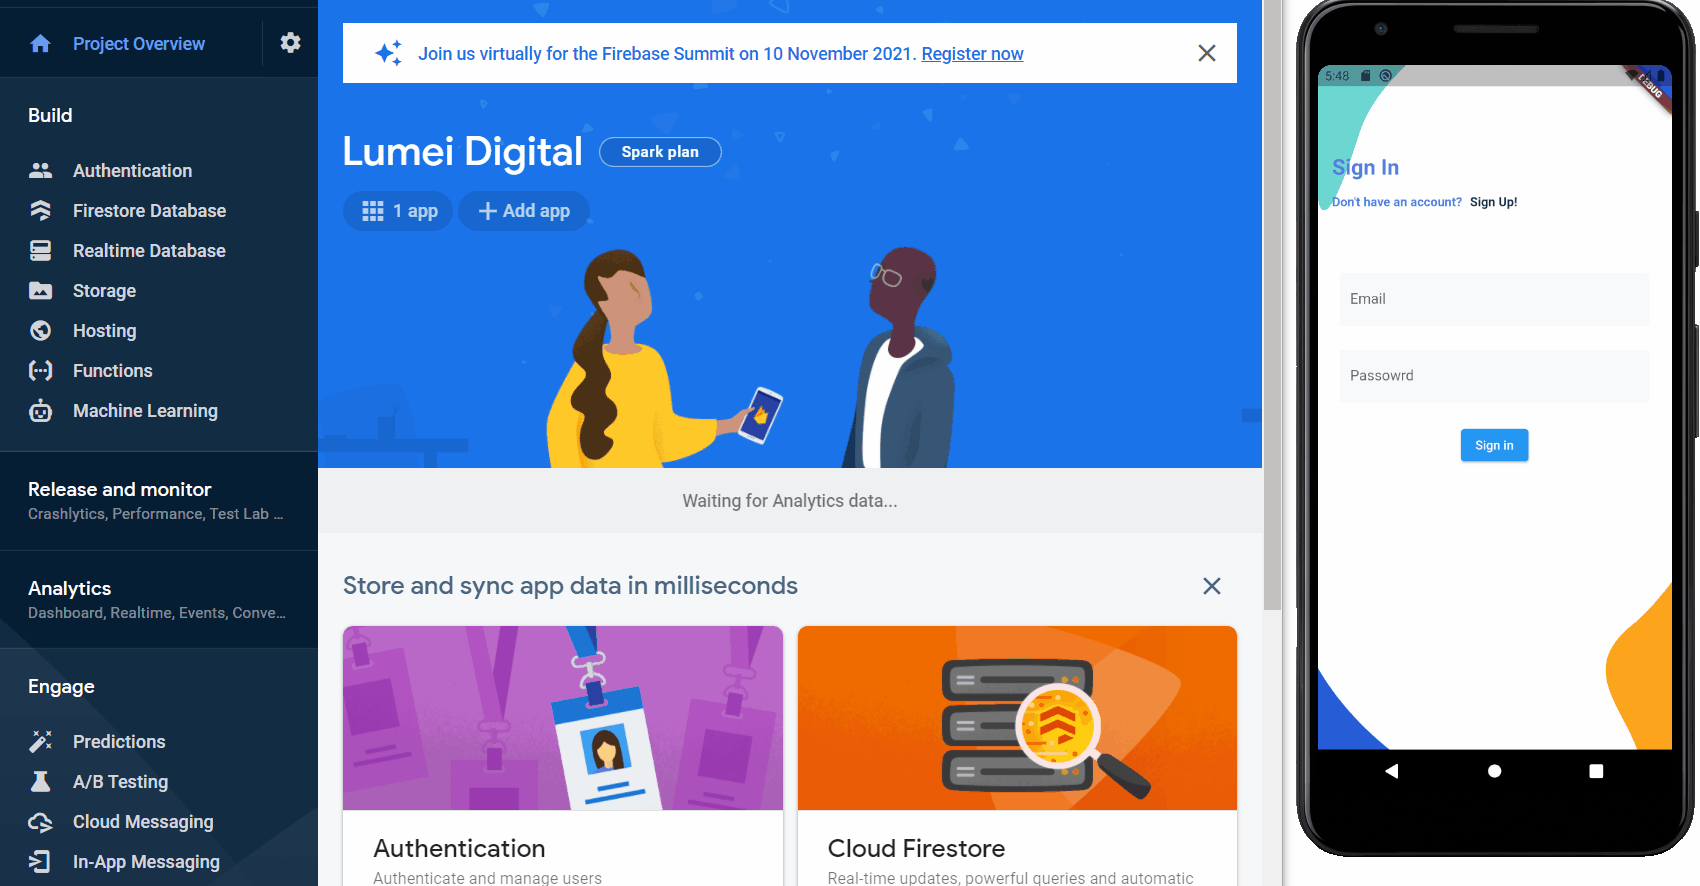 Project Overview
Build
Authentication
Firestore Database
Realtime Database
Storage
Hosting
Functions
Machine Learning
Release and monitor
Crashlytics, Performance, Test Lab ...
Analytics
Dashboard, Realtime, Events, Conve...
Engage
Predictions
A/B Testing
Cloud Messaging
In-App Messaging
Join us virtually for the Firebase Summit on 10 November 2021. Register now
Lumei Digital
Spark plan
1 app
Add app
Waiting for Analytics data...
Store and sync app data in milliseconds
Authentication
Authenticate and manage users
Cloud Firestore
Real-time updates, powerful queries and automatic
5:48
DEBUG
Sign In
Don't have an account? Sign Up!
Email
Passowrd
Sign in